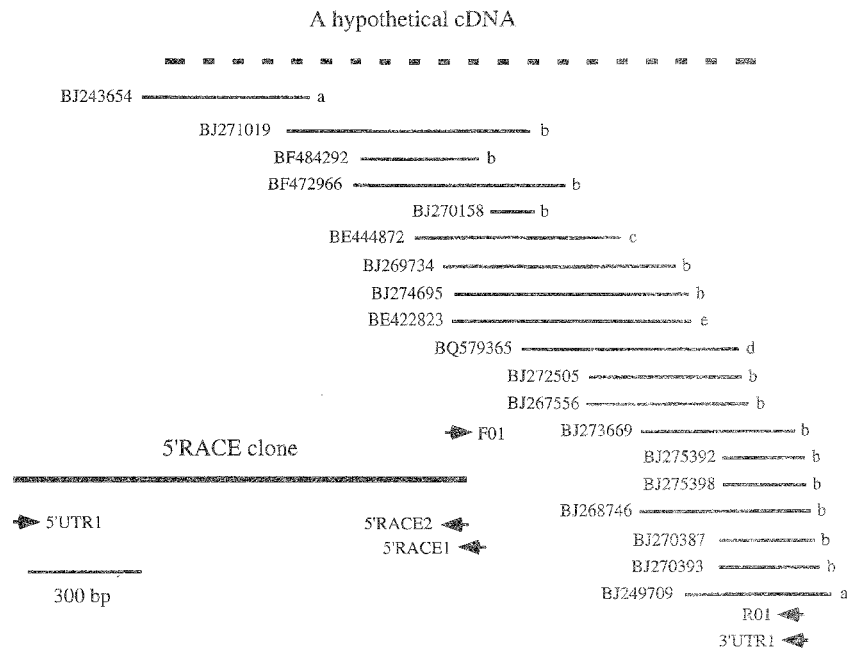 A hypothetical cDNA
BJ243654 a
BJ271019 b
BF484292 b
BF472966 b
BJ270158 b
BE444872 c
BJ269734 b
BJ274695 b
BE422823 e
BQ579365 d
BJ272505 b
BJ267556 b
F01
BJ273669 b
5'RACE clone
BJ275392 b
BJ275398 b
BJ268746 b
5'UTR1
5'RACE2
BJ270387 b
5'RACE1
BJ270393 b
300 bp
BJ249709 a
R01
3'UTR1